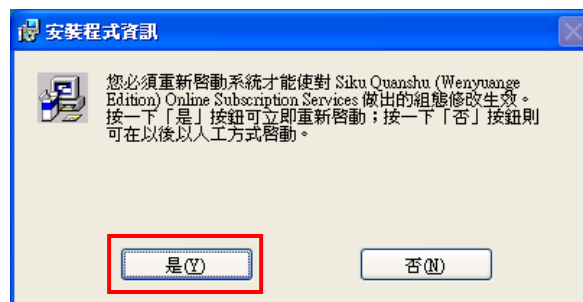 安裝程式資訊
您必須重新啓動系統才能使對 Siku Quanshu (Wenyuange
Edition) Online Subscription Services 做出的組態修改生效。
按一下「是」按鈕可立即重新啓動；按一下「否」按鈕則
可在以後以人工方式啓動。
是(Y)
否(N)